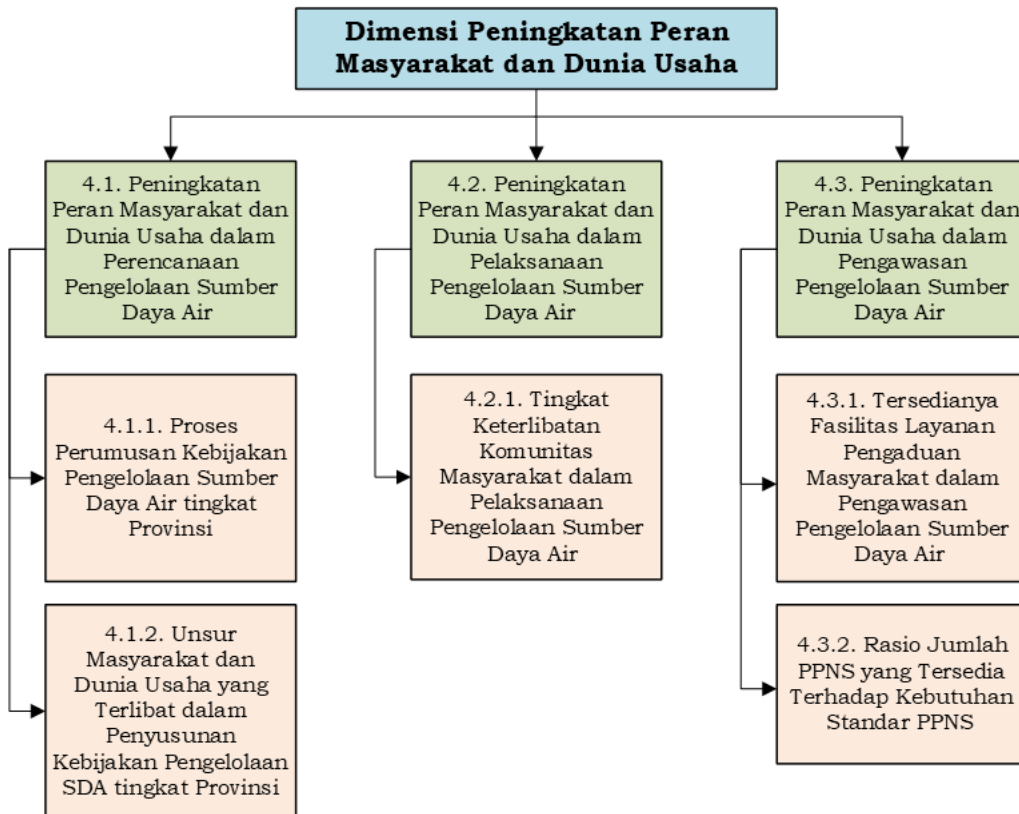 Dimensi Peningkatan Peran
Masyarakat dan Dunia Usaha
4.1. Peningkatan
Peran Masyarakat dan
Dunia Usaha dalam
Perencanaan
Pengelolaan Sumber
Daya Air
4.1.1. Proses
Perumusan Kebijakan
Pengelolaan Sumber
Daya Air tingkat
Provinsi
4.1.2. Unsur
Masyarakat dan
Dunia Usaha yang
Terlibat dalam
Penyusunan
Kebijakan Pengelolaan
SDA tingkat Provinsi
4.2. Peningkatan
Peran Masyarakat dan
Dunia Usaha dalam
Pelaksanaan
Pengelolaan Sumber
Daya Air
4.2.1. Tingkat
Keterlibatan
Komunitas
Masyarakat dalam
Pelaksanaan
Pengelolaan Sumber
Daya Air
4.3. Peningkatan
Peran Masyarakat dan
Dunia Usaha dalam
Pengawasan
Pengelolaan Sumber
Daya Air
4.3.1. Tersedianya
Fasilitas Layanan
Pengaduan
Masyarakat dalam
Pengawasan
Pengelolaan Sumber
Daya Air
4.3.2. Rasio Jumlah
PPNS yang Tersedia
Terhadap Kebutuhan
Standar PPNS